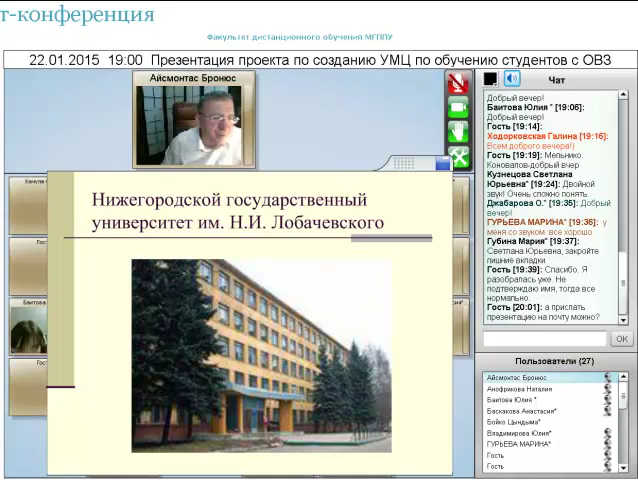 т-конференция
Факультет дистанционного обучения МГППУ
22.01.2015 19:00 Презентация проекта по созданию УМЦ по обучению студентов с ОВЗ
Айсмонтас Бронюс
Нижегородской государственный
университет им. Н.И. Лобачевского
Гост
Баитова
Гост
Чат
Добрый вечер!
Баитова Юлия * [19:06]:
Добрый вечер!
Гость [19:14]:
Ходорковская Галина [19:16]:
Всем доброго вечера!)
Гость [19:19]: Мельнико
Коновалов-добрый вчер
Кузнецова Светлана
Юрьевна* [19:24]: Двойной
звук! Очень сложно понять.
Джабарова О.* [19:35]: Добрый
вечер!
ГУРЬЕВА МАРИНА* [19:36]: у
меня со звуком все хорошо
Губина Мария* [19:37]:
Светлана Юрьевна, закройте
лишние вкладки
Гость [19:39]: Спасибо. Я
разобралась уже. Не
подтверждаю имя, тогда все
нормально.
Гость [20:01]: а прислать
презентацию на почту можно?
OK
Пользователи (27)
Айсмонтас Бронюс
Анофрикова Наталия
Баитова Юлия *
Баскакова Анастасия*
Бойко Цындыма*
Владимирова Юлия*
ГУРЬЕВА МАРИНА*
Гость
Гость